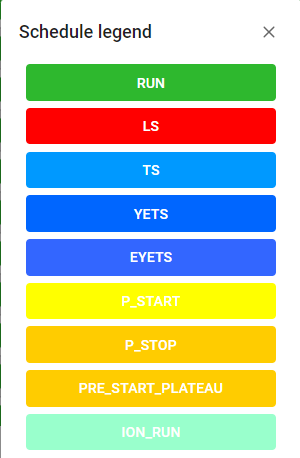 Schedule legend
RUN
LS
TS
YETS
EYETS
P_START
P_STOP
PRE_START_PLATEAU
ION_RUN